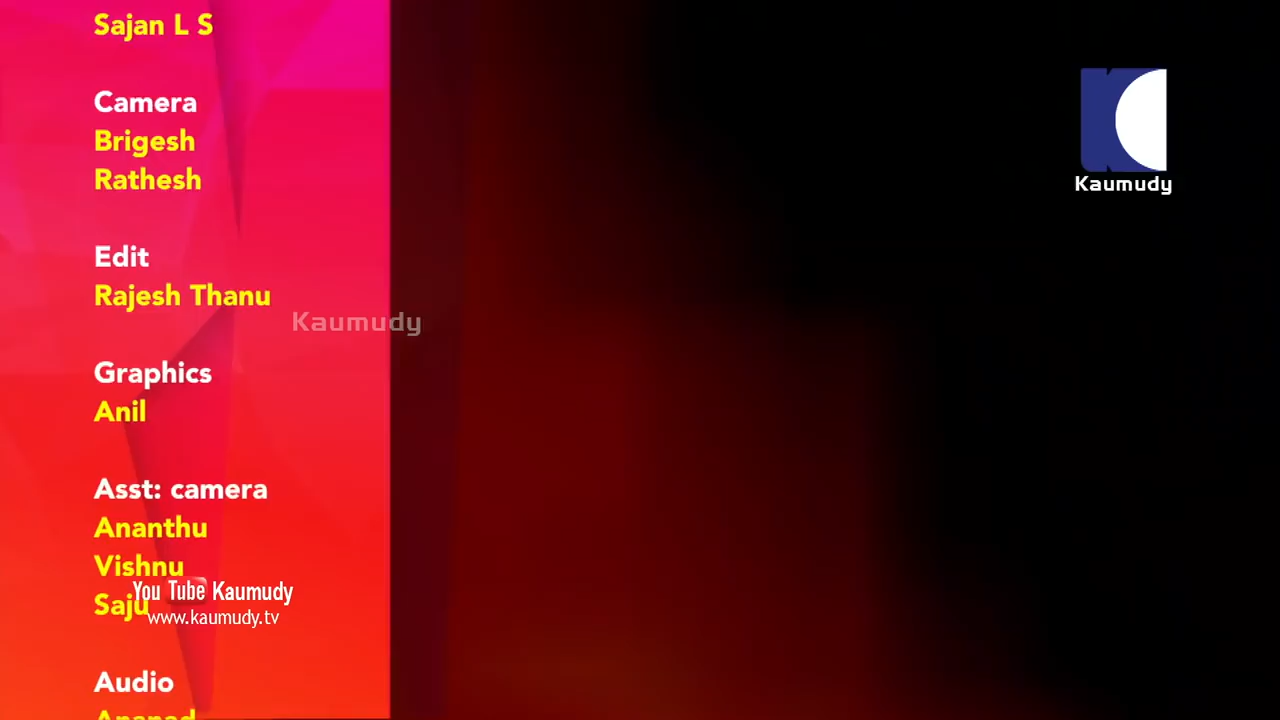 Sajan L S
Camera
Brigesh
Rathesh
Edit
Rajesh Thanu
Graphics
Anil
Asst: camera
Ananthu
Vishnu
Saju
Audio
Ananad
Kaumudy
Kaumudy
You Tube Kaumudy
www.kaumudy.tv